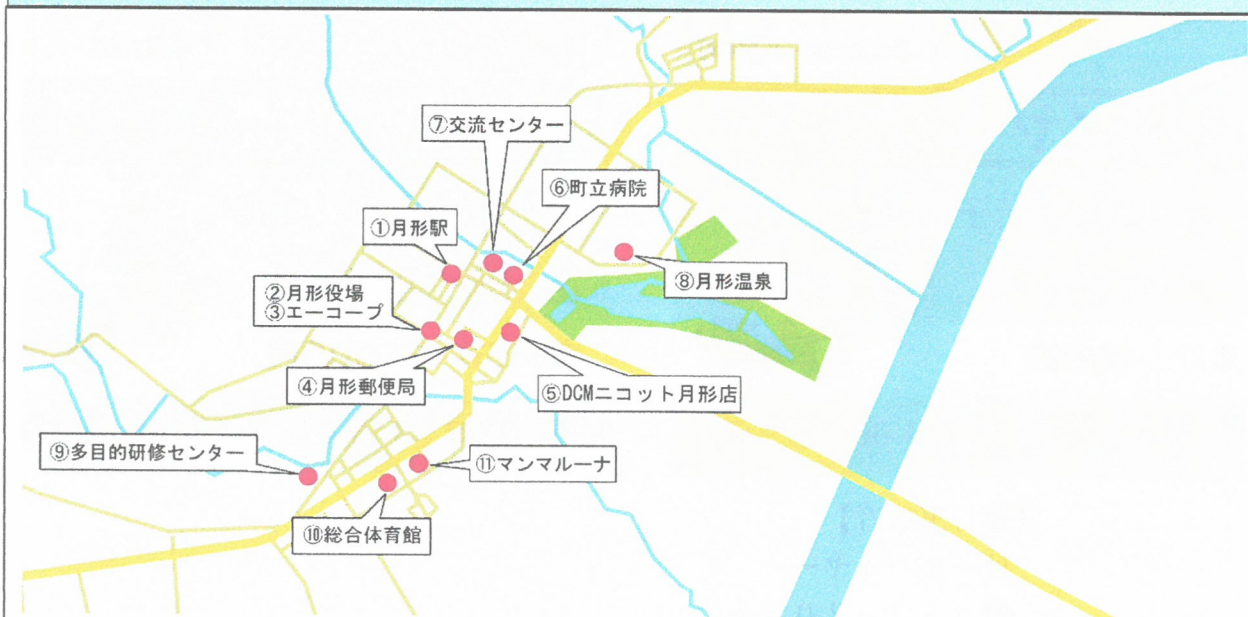 ⑦交流センター
⑥町立病院
①月形駅
⑧月形温泉
②月形役場
③エーコープ
④月形郵便局
⑤DCMニコット月形店
⑨多目的研修センター
⑪マンマルーナ
⑩総合体育館